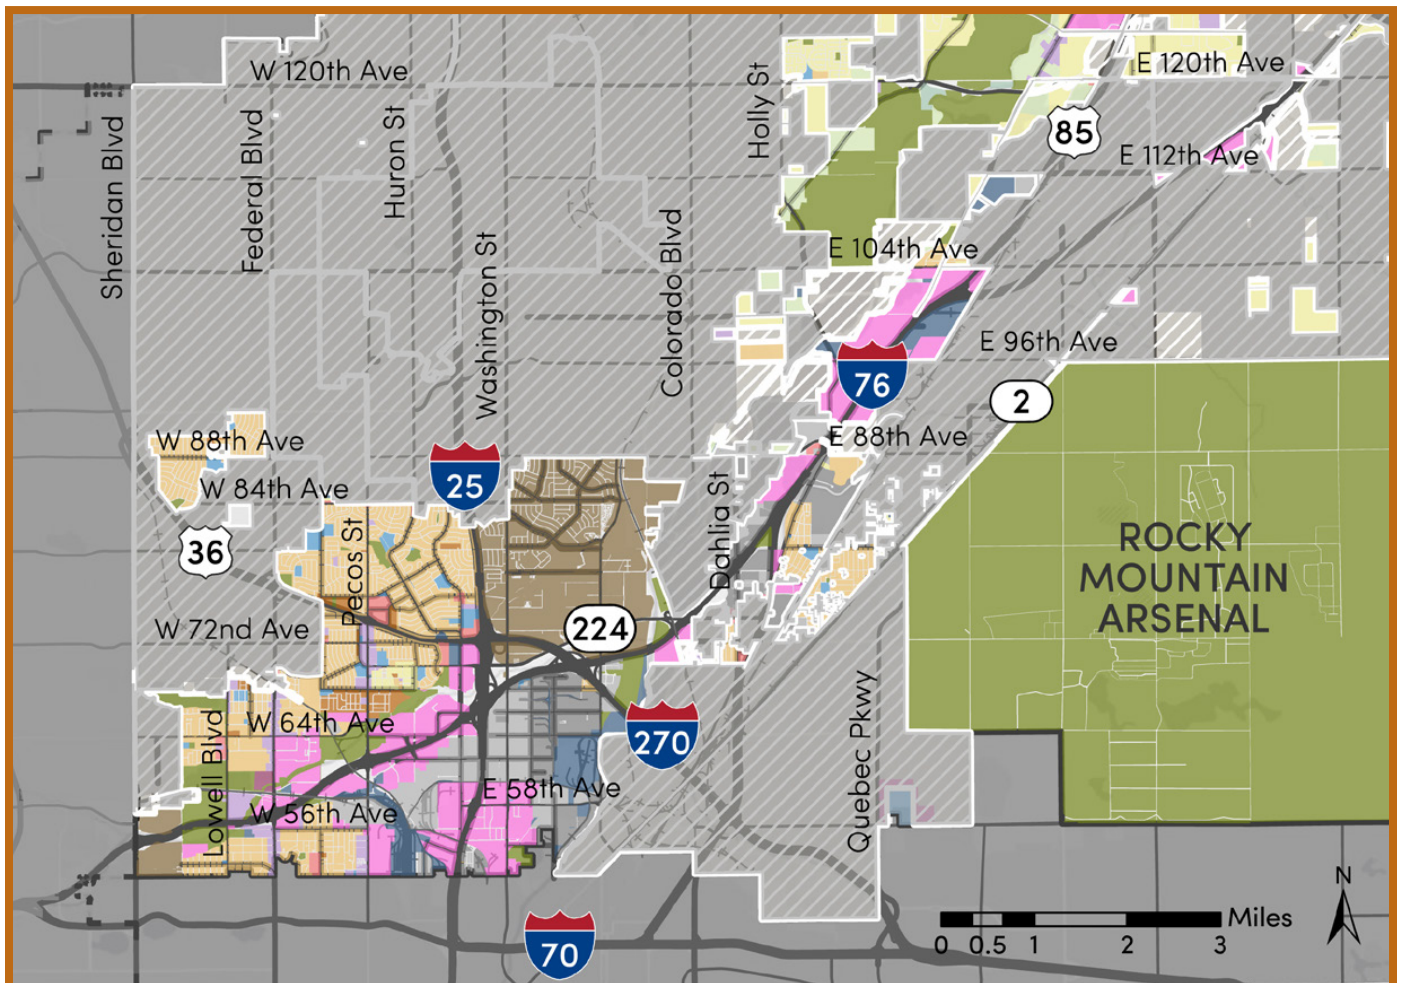 W 120th Ave
E 120th Ave
Sheridan Blvd
Federal Blvd
Huron St
Holly St
85
E 112th Ave
Washington St
Colorado Blvd
E 104th Ave
E 96th Ave
76
2
W 88th Ave
E 88th Ave
25
W 84th Ave
36
Pecos St
Dahlia St
ROCKY
MOUNTAIN
ARSENAL
W 72nd Ave
224
W 64th Ave
Lowell Blvd
270
Quebec Pkwy
E 58th Ave
W 56th Ave
70
N
Miles
0 0.5 1 2 3